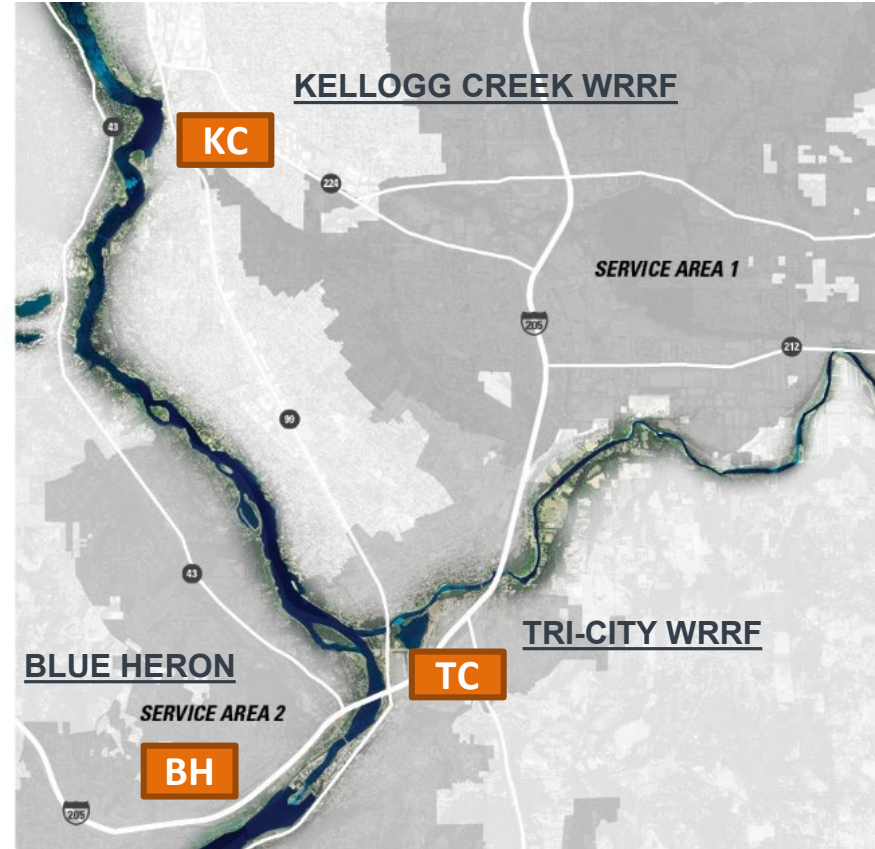 KELLOGG CREEK WRRF
43
KC
224
SERVICE AREA 1
205
212
99
43
TRI-CITY WRRF
BLUE HERON
TC
SERVICE AREA 2
BH
205